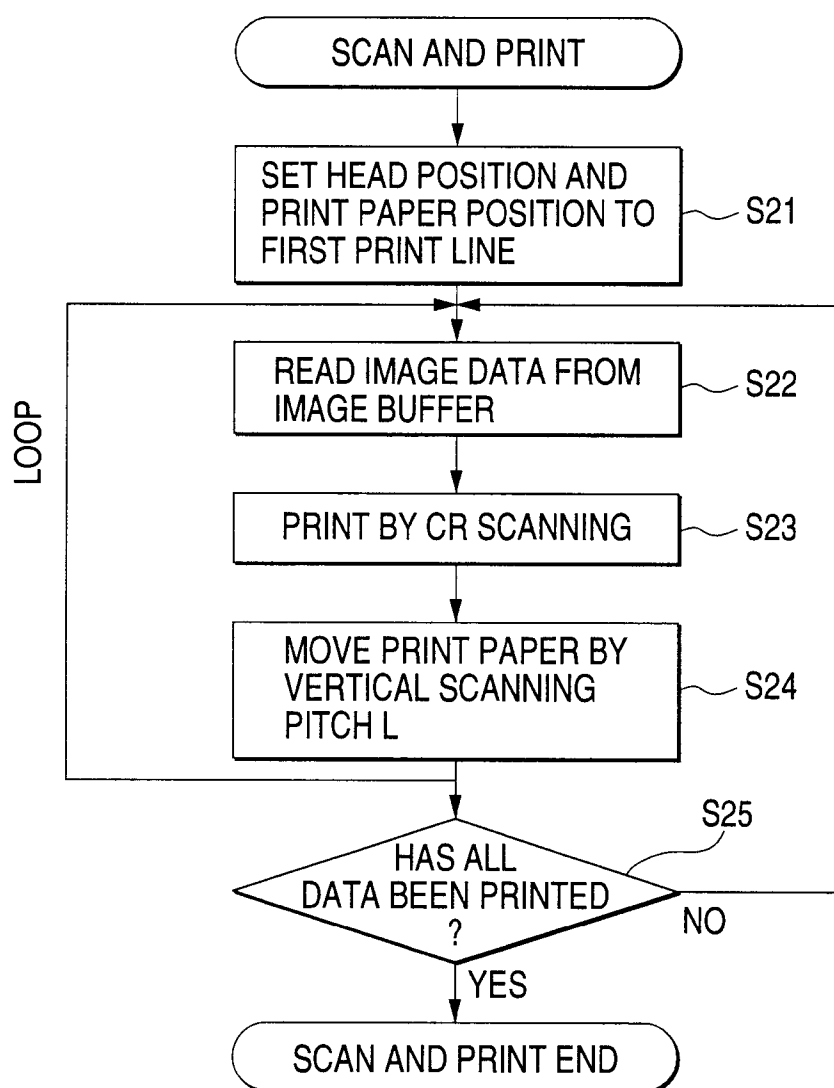 SCAN AND PRINT
SET HEAD POSITION AND
PRINT PAPER POSITION TO
FIRST PRINT LINE
S21
READ IMAGE DATA FROM
IMAGE BUFFER
S22
LOOP
PRINT BY CR SCANNING
S23
MOVE PRINT PAPER BY
VERTICAL SCANNING
PITCH L
S24
S25
HAS ALL
DATA BEEN PRINTED
?
NO
YES
SCAN AND PRINT END